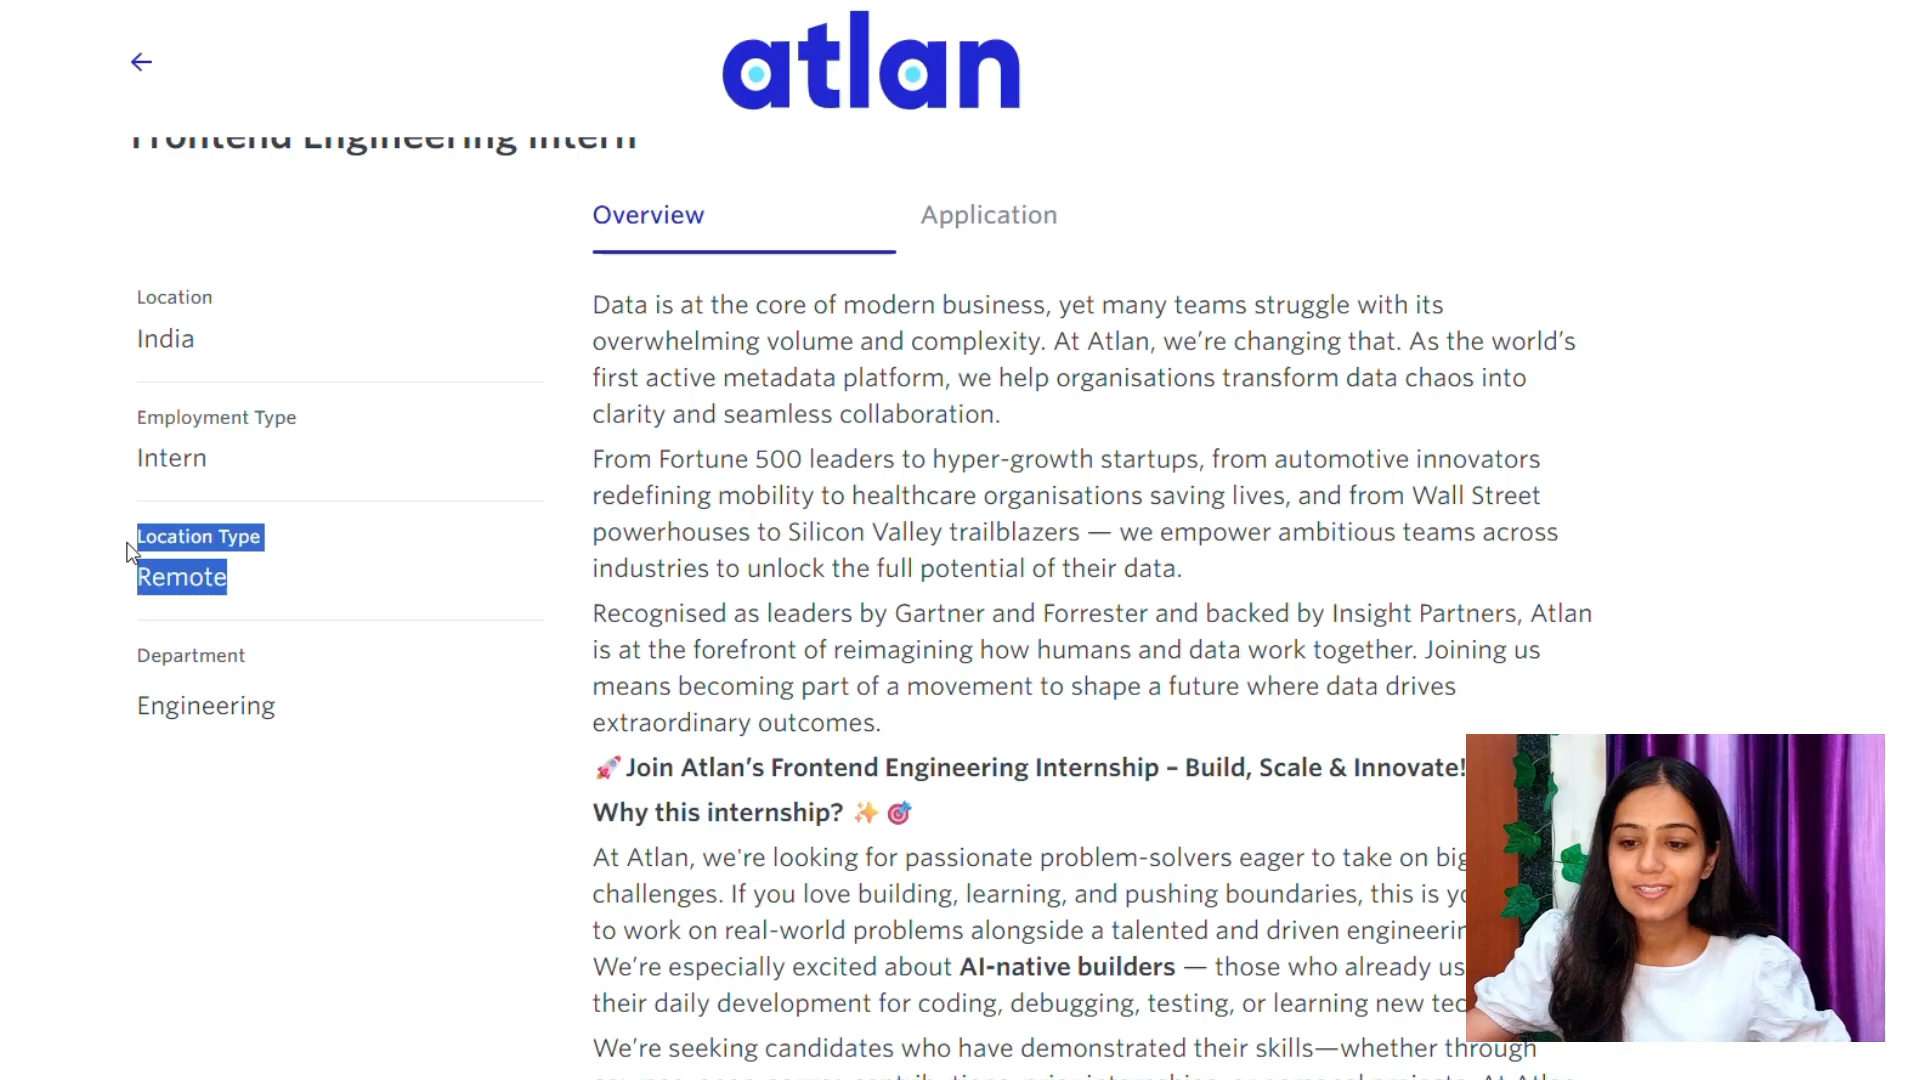 atlan
Frontend Engineering Intern
Overview
Application
Location
India
Employment Type
Intern
Location Type
Remote
Department
Engineering
Data is at the core of modern business, yet many teams struggle with its
overwhelming volume and complexity. At Atlan, we’re changing that. As the world’s
first active metadata platform, we help organisations transform data chaos into
clarity and seamless collaboration.
From Fortune 500 leaders to hyper-growth startups, from automotive innovators
redefining mobility to healthcare organisations saving lives, and from Wall Street
powerhouses to Silicon Valley trailblazers — we empower ambitious teams across
industries to unlock the full potential of their data.
Recognised as leaders by Gartner and Forrester and backed by Insight Partners, Atlan
is at the forefront of reimagining how humans and data work together. Joining us
means becoming part of a movement to shape a future where data drives
extraordinary outcomes.
🚀 Join Atlan’s Frontend Engineering Internship – Build, Scale & Innovate!
Why this internship? ✨ 🎯
At Atlan, we're looking for passionate problem-solvers eager to take on big
challenges. If you love building, learning, and pushing boundaries, this is
to work on real-world problems alongside a talented and driven
We’re especially excited about AI-native builders — those who already
their daily development for coding, debugging, testing, or learning new
We’re seeking candidates who have demonstrated their skills—whether through